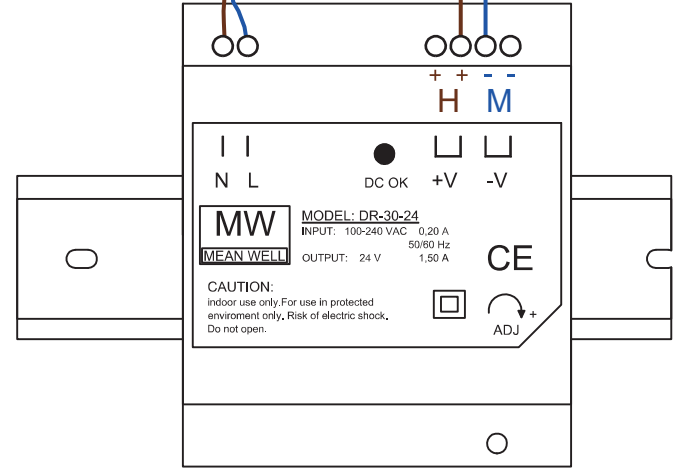 + + - -
H M
N L DC OK +V -V
MW
MEAN WELL
MODEL: DR-30-24
INPUT: 100-240 VAC 0,20 A
50/60 Hz
OUTPUT: 24 V 1,50 A
CE
CAUTION:
indoor use only.For use in protected
enviroment only. Risk of electric shock.
Do not open.
+
ADJ